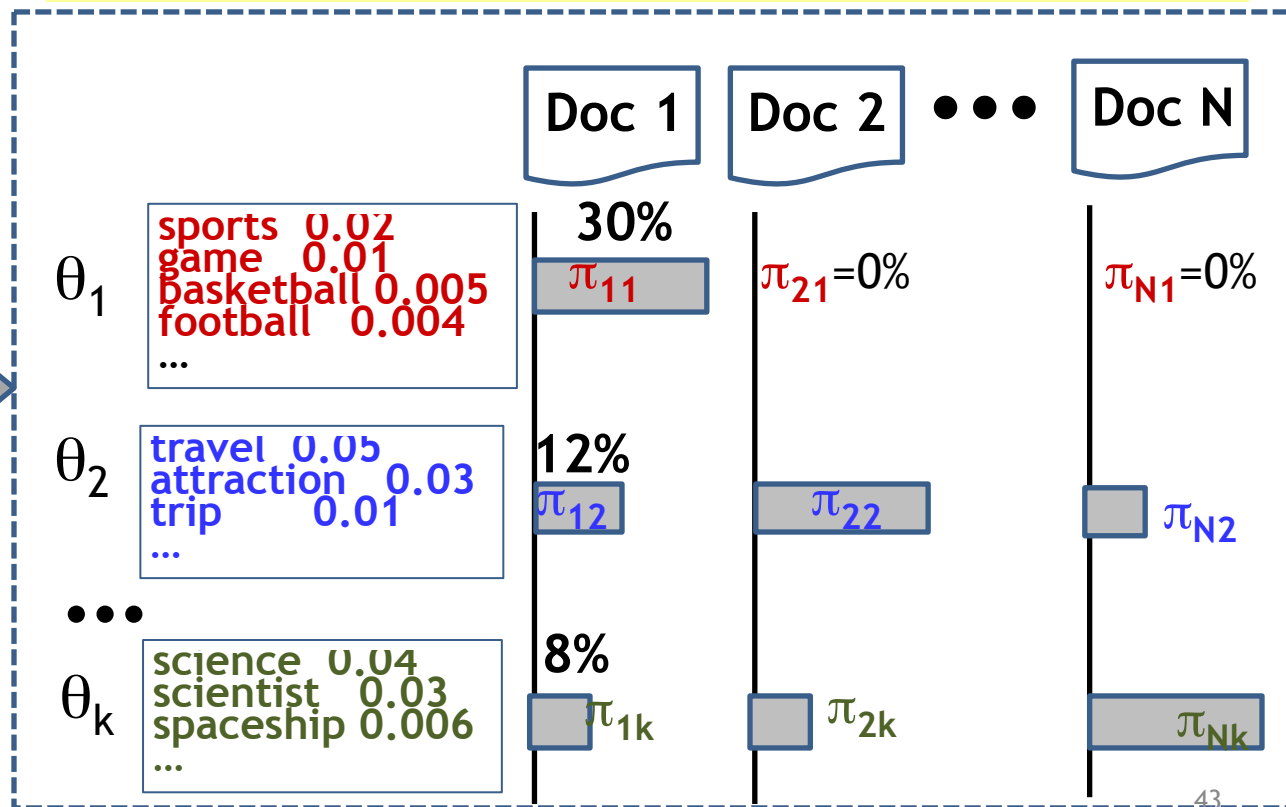 Doc 1 Doc 2 ●●● Doc N
θ1
sports 0.02
game 0.01
basketball 0.005
football 0.004
...
30%
π11
π21=0%
πN1=0%
θ2
travel 0.05
attraction 0.03
trip 0.01
...
12%
π12
π22
πN2
●●●
θk
science 0.04
scientist 0.03
spaceship 0.006
...
8%
π1k
π2k
πNk
43